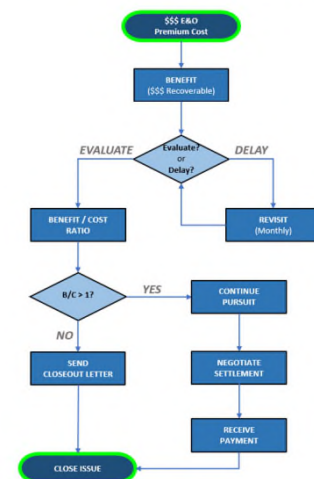 $$$ E&O
Premium Cost
BENEFIT
($$$ Recoverable)
Evaluate?
or
Delay?
EVALUATE
DELAY
BENEFIT / COST
RATIO
REVISIT
(Monthly)
B/C > 1?
YES
NO
CONTINUE
PURSUIT
SEND
CLOSEOUT LETTER
NEGOTIATE
SETTLEMENT
RECEIVE
PAYMENT
CLOSE ISSUE